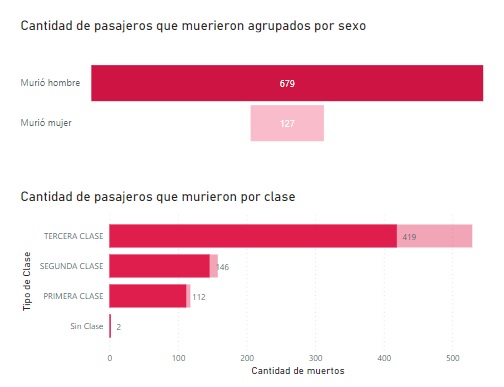 Cantidad de pasajeros que muerieron agrupados por sexo
Murió hombre
679
Murió mujer
127
Cantidad de pasajeros que murieron por clase
Tipo de Clase
TERCERA CLASE
419
SEGUNDA CLASE
146
PRIMERA CLASE
112
Sin Clase
2
0 100 200 300 400 500
Cantidad de muertos